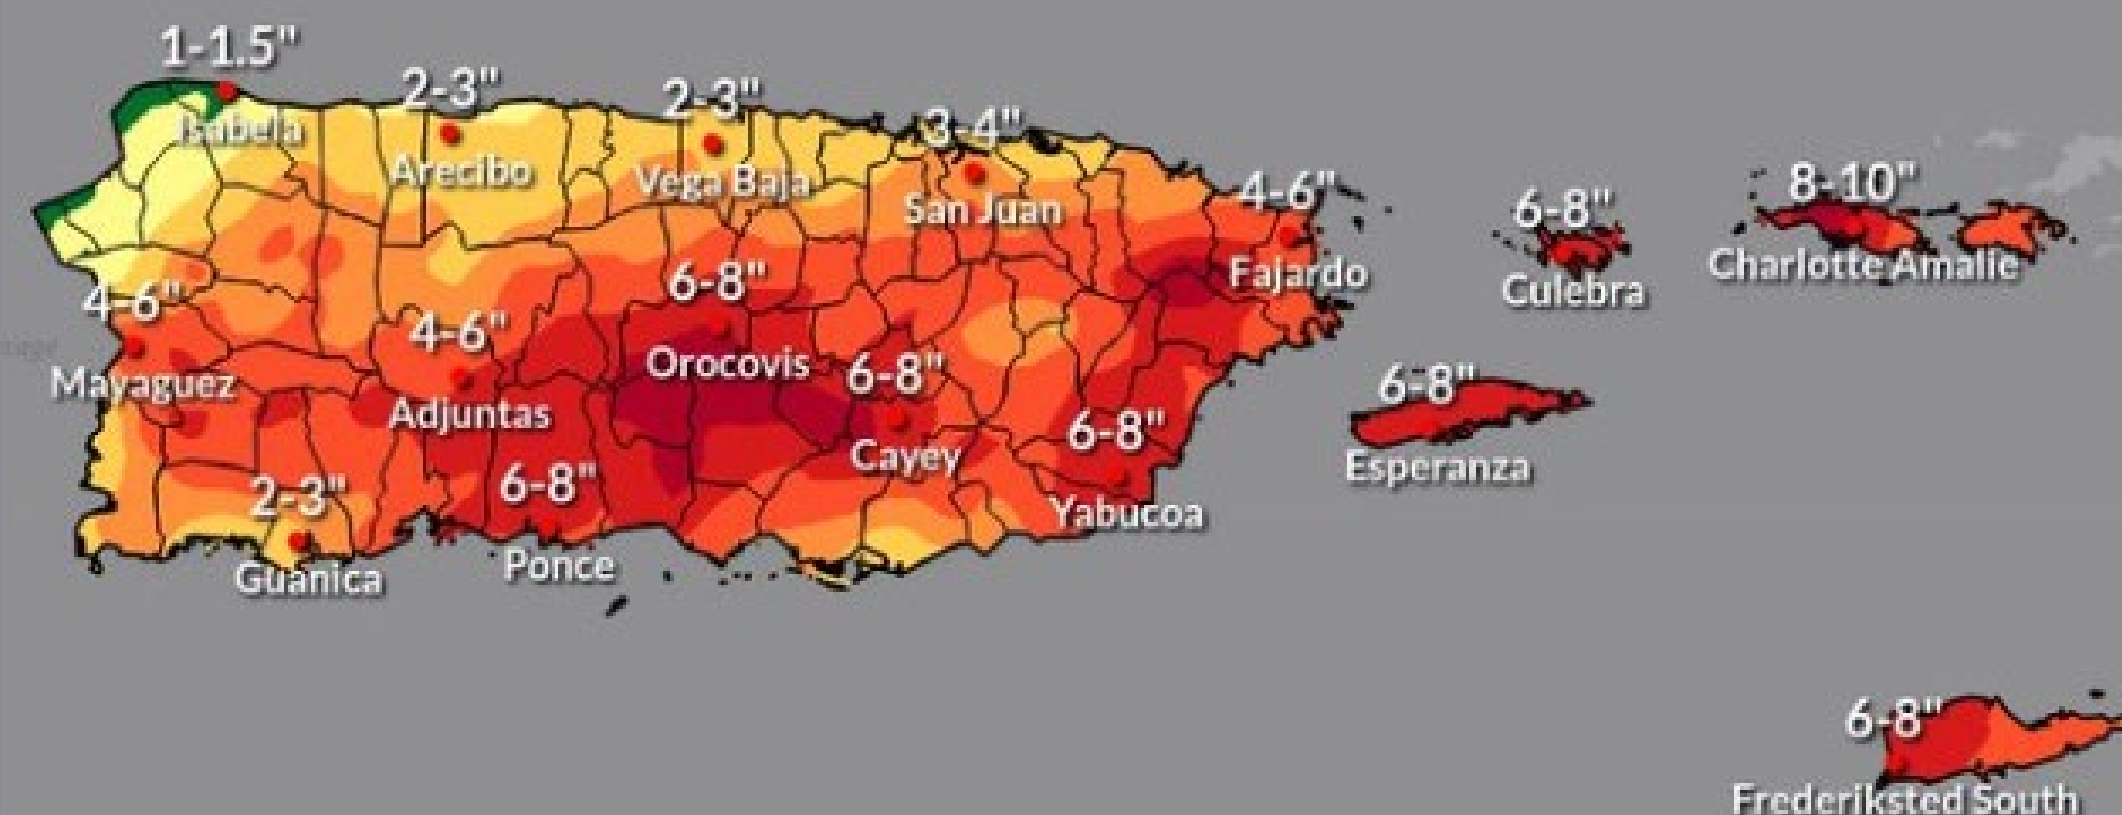 1-1.5"
Isabela
2-3"
Arecibo
2-3"
Vega Baja
3-4"
San Juan
4-6"
Fajardo
6-8"
Culebra
8-10"
Charlotte Amalie
4-6"
Mayaguez
4-6"
Adjuntas
6-8"
Orocovis
6-8"
Cayey
6-8"
Yabucoa
6-8"
Esperanza
2-3"
Guanica
6-8"
Ponce
6-8"
Frederiksted South